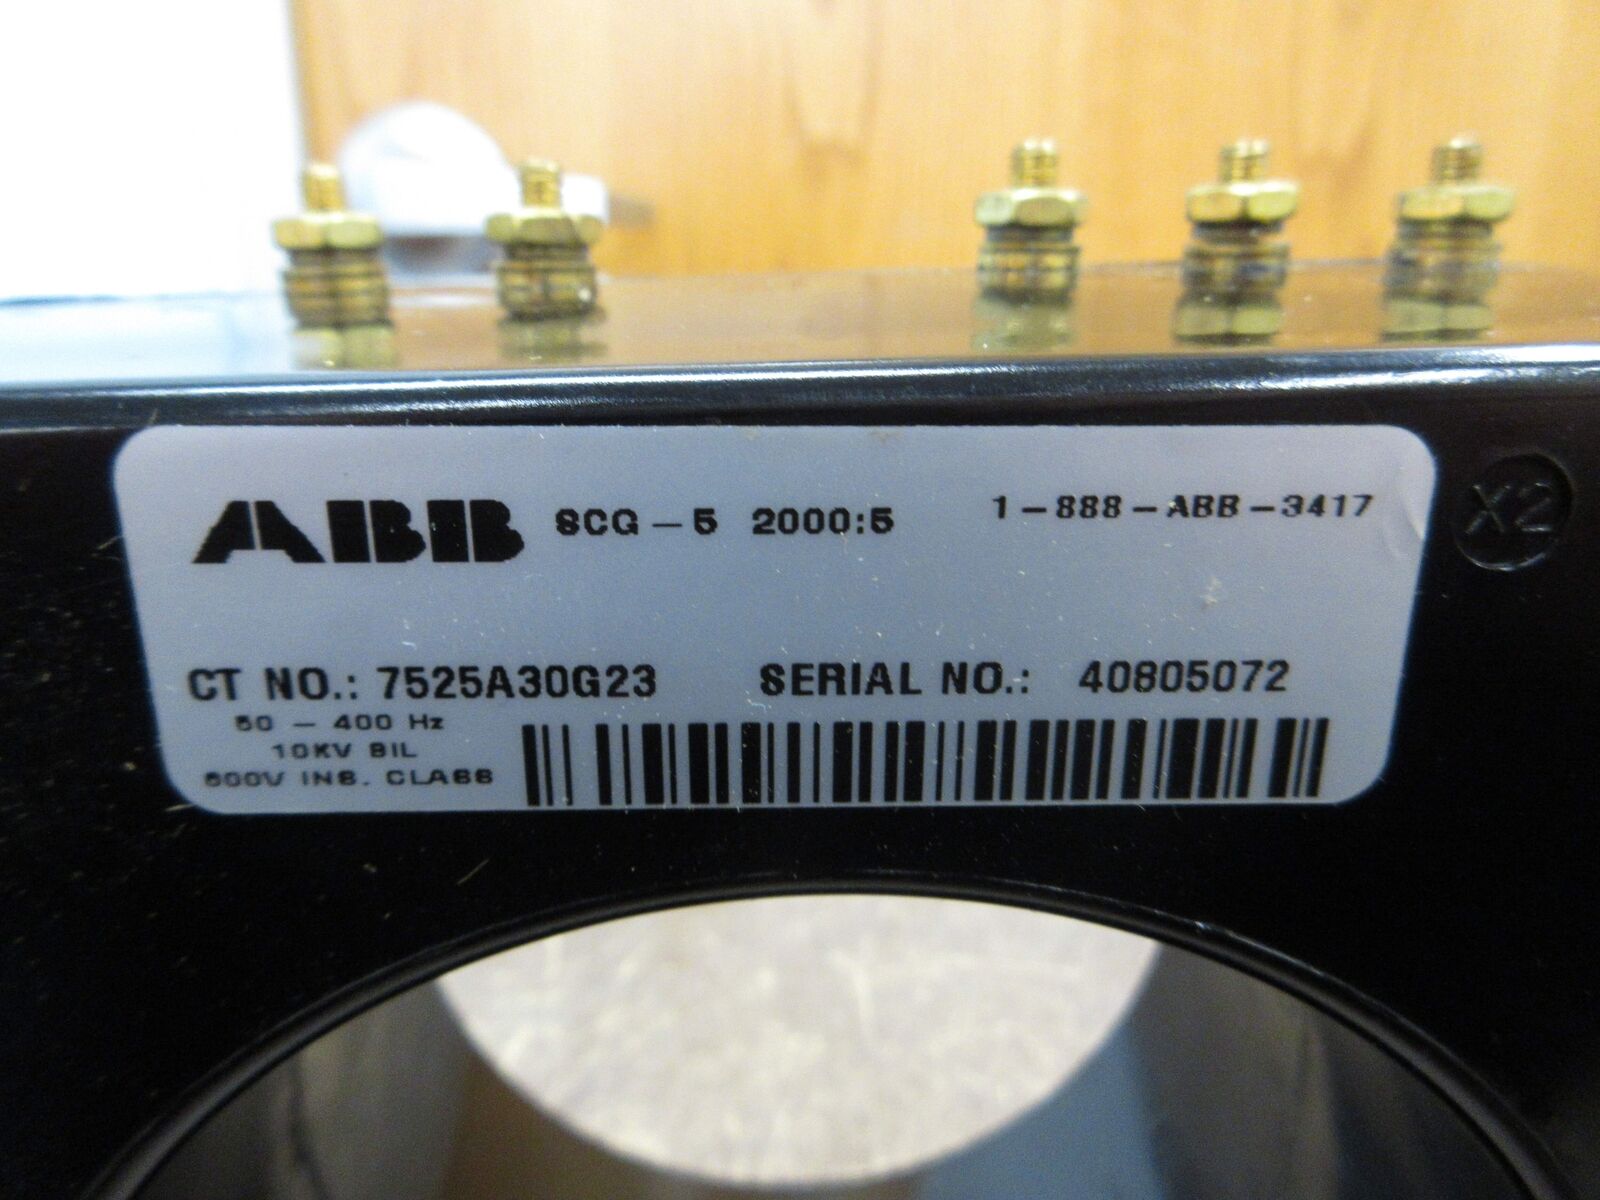 ABB SCG - 5 2000:5 1-888-ABB-3417
X2
CT NO.: 7525A30G23 SERIAL NO.: 40805072
50 - 400 Hz
10KV BIL
600V INS. CLASS